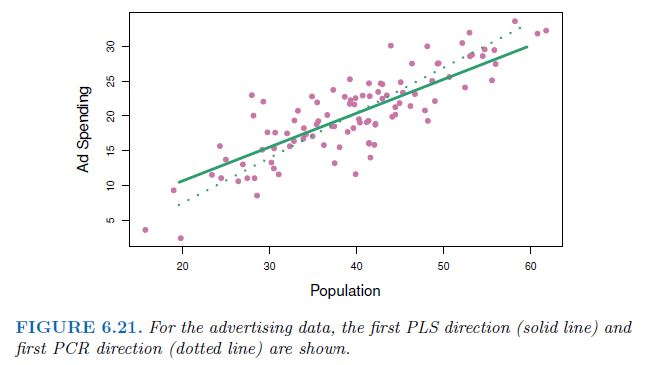 30
25
20
15
10
5
Ad Spending
20 30 40 50 60
Population
FIGURE 6.21. For the advertising data, the first PLS direction (solid line) and
first PCR direction (dotted line) are shown.